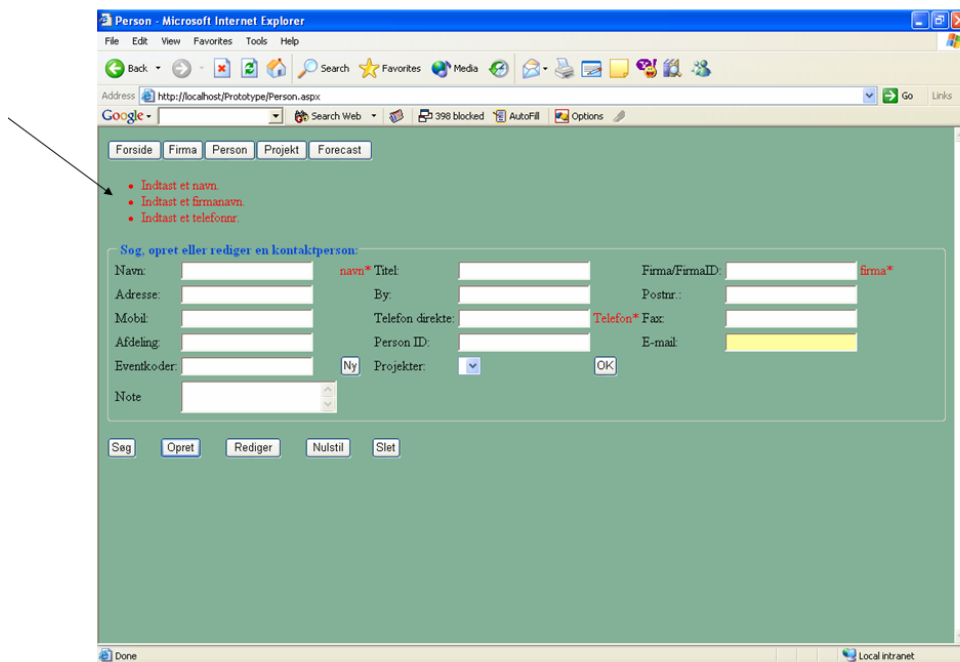 Person - Microsoft Internet Explorer
File Edit View Favorites Tools Help
Back Search Favorites Media
Address http://localhost/Prototype/Person.aspx Go Links
Google Search Web 398 blocked AutoFill Options
Forside Firma Person Projekt Forecast
Indtast et navn.
Indtast et firmanavn.
Indtast et telefonnr.
Søg, opret eller rediger en kontaktperson:
Navn: navn* Titel: Firma/FirmaID: firma*
Adresse: By: Postnr.:
Mobil: Telefon direkte: Telefon* Fax:
Afdeling: Person ID: E-mail:
Eventkoder: Ny Projekter: OK
Note
Søg Opret Rediger Nulstil Slet
Done Local intranet